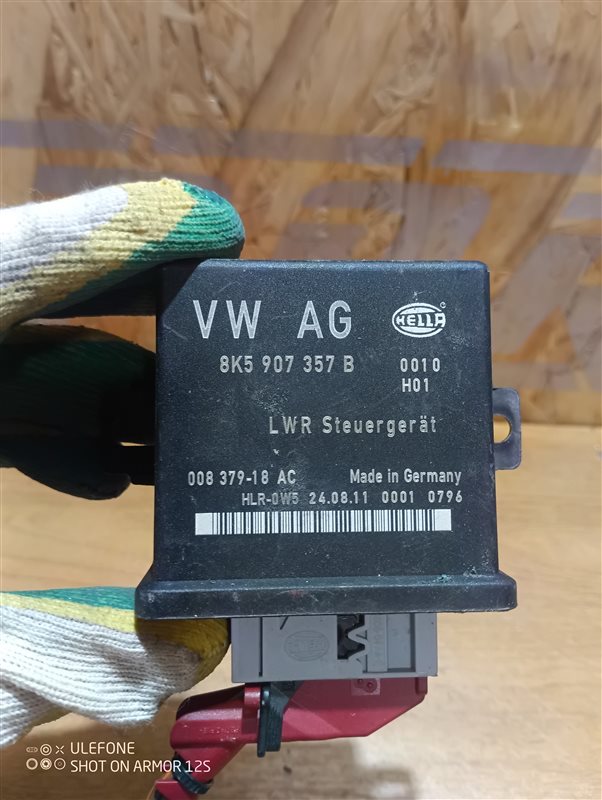 VW AG HELLA
8K5 907 357 B 0010
H01
LWR Steuergerät
008 379-18 AC Made in Germany
HLR-0W5 24.08.11 0001 0796
ULEFONE
SHOT ON ARMOR 12S